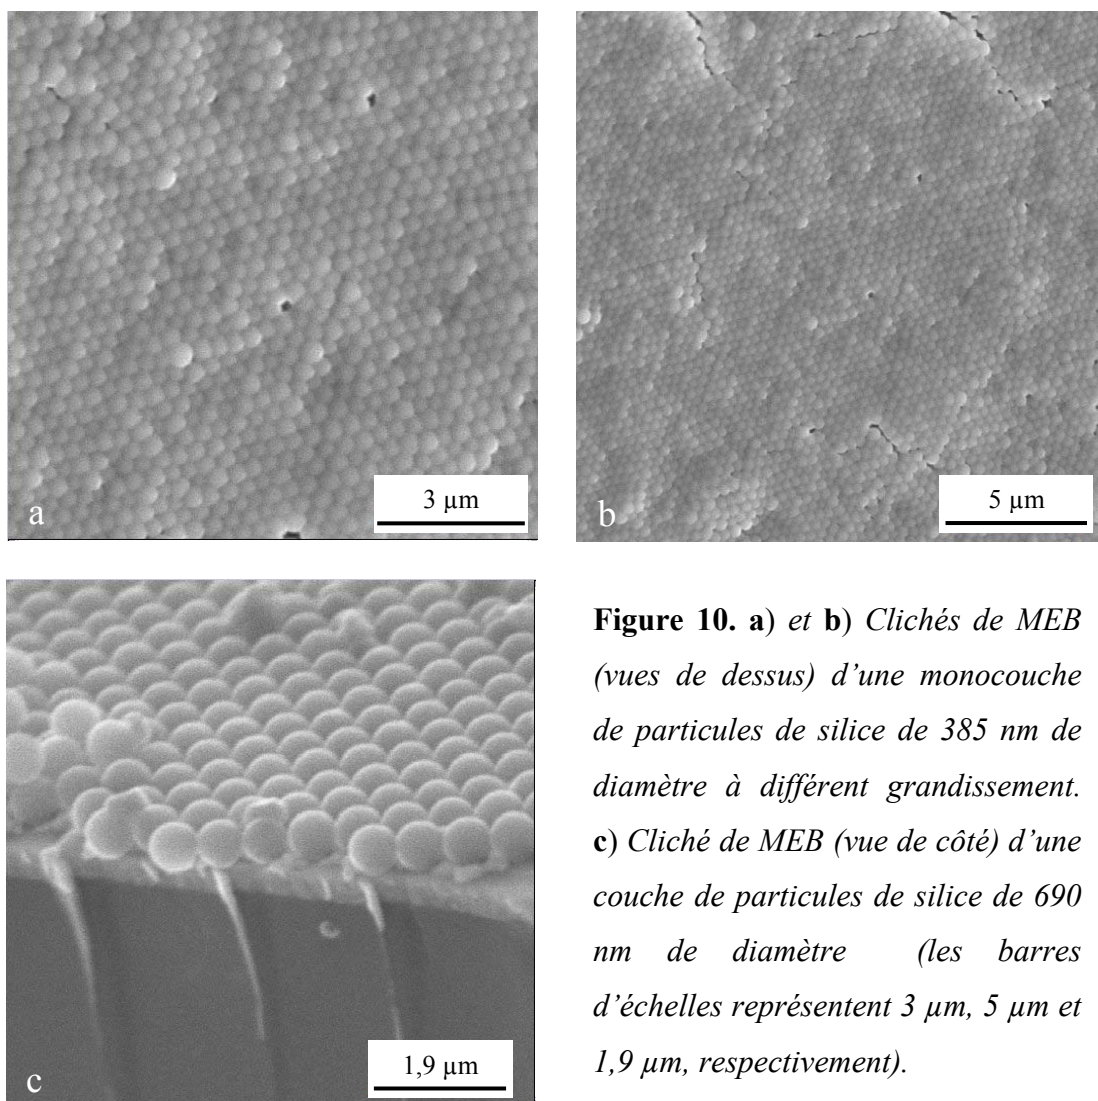 a
3 µm
b
5 µm
c
1,9 µm
Figure 10. a) et b) Clichés de MEB
(vues de dessus) d’une monocouche
de particules de silice de 385 nm de
diamètre à différent grandissement.
c) Cliché de MEB (vue de côté) d’une
couche de particules de silice de 690
nm de diamètre (les barres
d’échelles représentent 3 µm, 5 µm et
1,9 µm, respectivement).